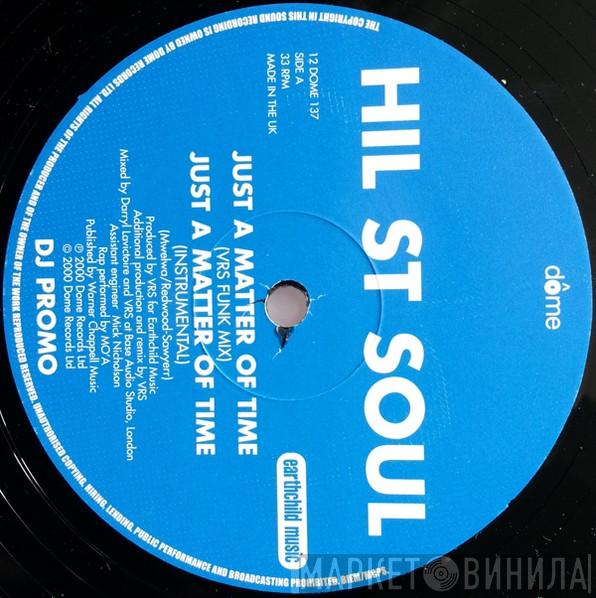 dôme
HIL ST SOUL
12 DOME 137
SIDE A
33 RPM
MADE IN THE UK
JUST A MATTER OF TIME
(VRS FUNK MIX)
JUST A MATTER OF TIME
(INSTRUMENTAL)
(Mwelwa/Redwood-Sawyerr)
Produced by VRS for Earthchild Music
Additional production and remix by VRS
Mixed by Darryl Lavictoire and VRS at Base Audio Studio, London
Assistant engineer - Mick Nicholson
Rap performed by MO'A
Published by Warner Chappell Music
℗ 2000 Dome Records Ltd
© 2000 Dome Records Ltd
DJ PROMO
earthchild music
THE COPYRIGHT IN THIS SOUND RECORDING IS OWNED BY DOME RECORDS LTD. ALL RIGHTS OF THE PRODUCER AND OF THE OWNER OF THE WORK REPRODUCED RESERVED. UNAUTHORISED COPYING, HIRING, LENDING, PUBLIC PERFORMANCE AND BROADCASTING PROHIBITED. BIEM/MCPS.
МАРКЕТ ВИНИЛА